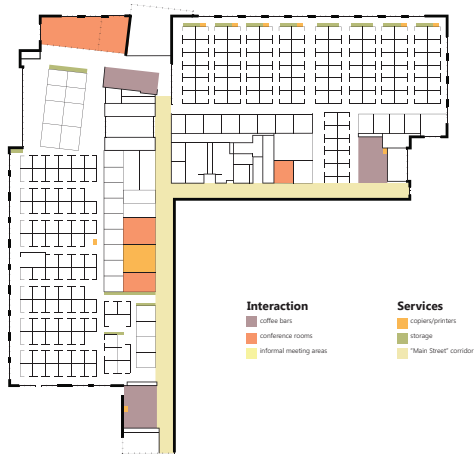 Interaction
coffee bars
conference rooms
informal meeting areas
Services
copiers/printers
storage
"Main Street" corridor